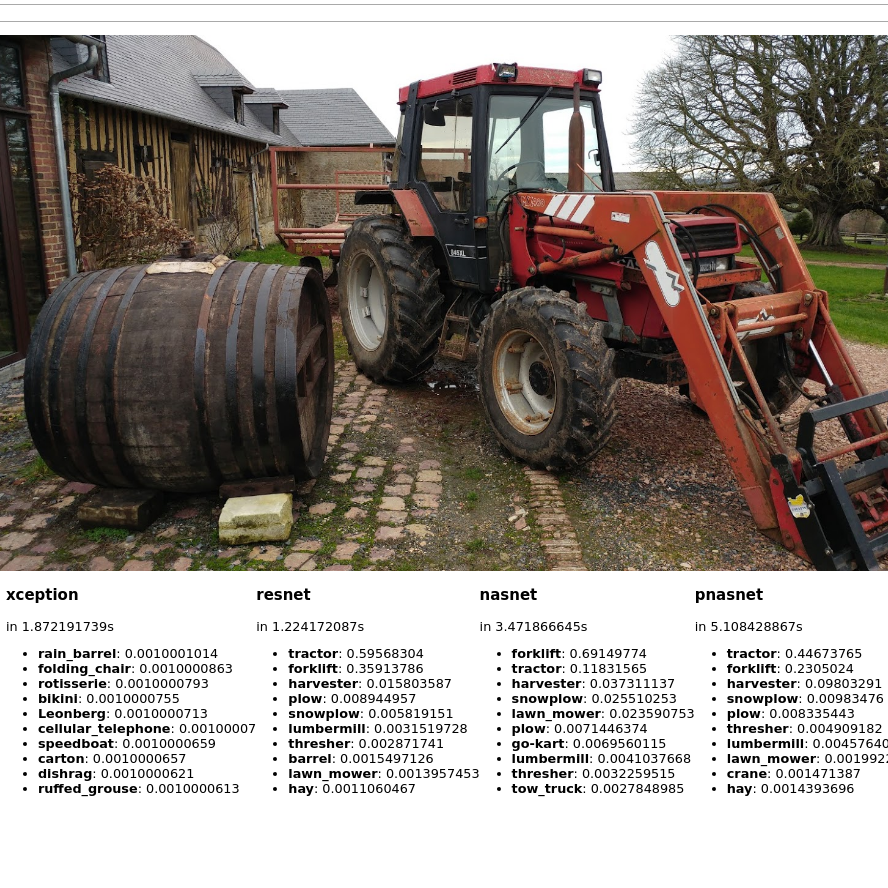 845XL
xception
in 1.872191739s
• rain_barrel: 0.0010001014
• folding_chair: 0.0010000863
• rotisserie: 0.0010000793
• bikini: 0.0010000755
• Leonberg: 0.0010000713
• cellular_telephone: 0.00100007
• speedboat: 0.0010000659
• carton: 0.0010000657
• dishrag: 0.0010000621
• ruffed_grouse: 0.0010000613
resnet
in 1.224172087s
• tractor: 0.59568304
• forklift: 0.35913786
• harvester: 0.015803587
• plow: 0.008944957
• snowplow: 0.005819151
• lumbermill: 0.0031519728
• thresher: 0.002871741
• barrel: 0.0015497126
• lawn_mower: 0.0013957453
• hay: 0.0011060467
nasnet
in 3.471866645s
• forklift: 0.69149774
• tractor: 0.11831565
• harvester: 0.037311137
• snowplow: 0.025510253
• lawn_mower: 0.023590753
• plow: 0.0071446374
• go-kart: 0.0069560115
• lumbermill: 0.0041037668
• thresher: 0.0032259515
• tow_truck: 0.0027848985
pnasnet
in 5.108428867s
• tractor: 0.44673765
• forklift: 0.2305024
• harvester: 0.09803291
• snowplow: 0.00983476
• plow: 0.008335443
• thresher: 0.004909182
• lumbermill: 0.00457640
• lawn_mower: 0.001992
• crane: 0.001471387
• hay: 0.0014393696